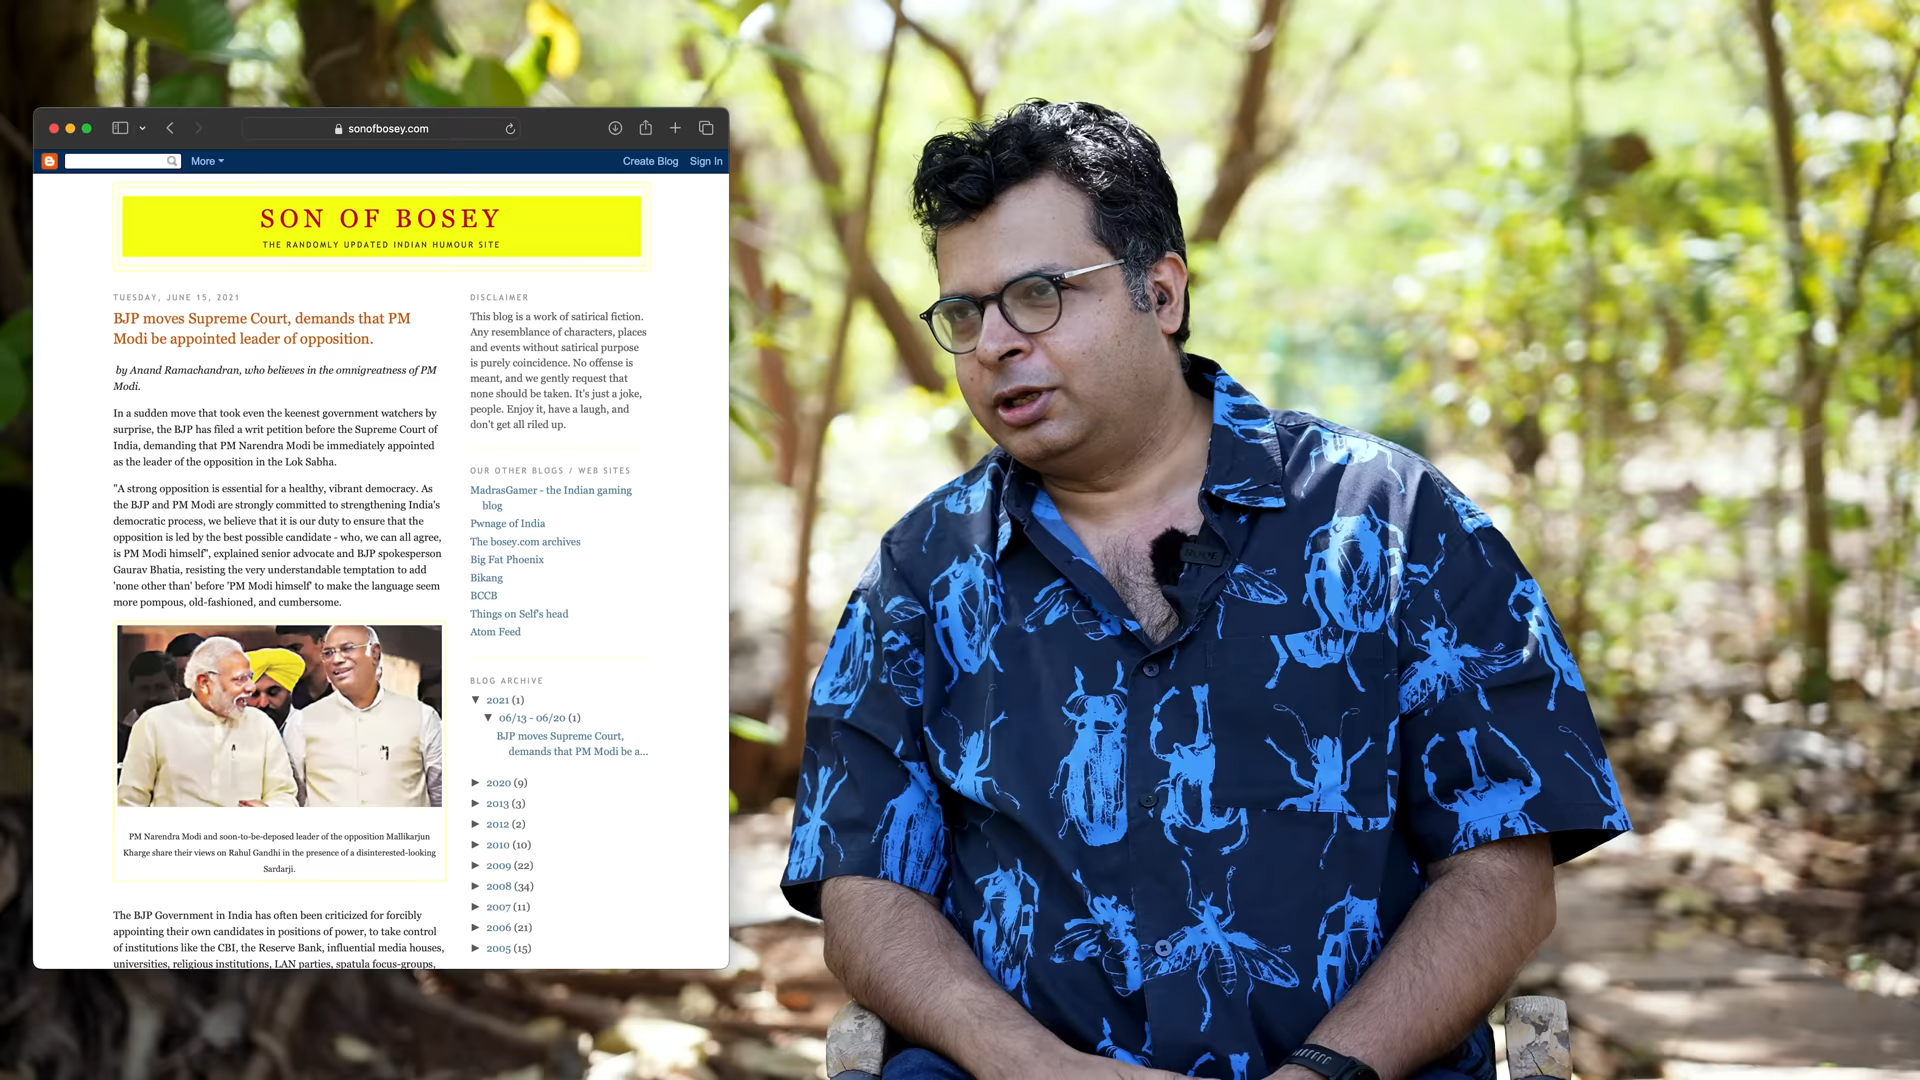 sonofbosey.com
More
Create Blog
Sign In
SON OF BOSEY
THE RANDOMLY UPDATED INDIAN HUMOUR SITE
TUESDAY, JUNE 15, 2021
BJP moves Supreme Court, demands that PM
Modi be appointed leader of opposition.
by Anand Ramachandran, who believes in the omnigreatness of PM
Modi.
In a sudden move that took even the keenest government watchers by
surprise, the BJP has filed a writ petition before the Supreme Court of
India, demanding that PM Narendra Modi be immediately appointed
as the leader of the opposition in the Lok Sabha.
"A strong opposition is essential for a healthy, vibrant democracy. As
the BJP and PM Modi are strongly committed to strengthening India's
democratic process, we believe that it is our duty to ensure that the
opposition is led by the best possible candidate - who, we can all agree,
is PM Modi himself", explained senior advocate and BJP spokesperson
Gaurav Bhatia, resisting the very understandable temptation to add
'none other than' before 'PM Modi himself' to make the language seem
more pompous, old-fashioned, and cumbersome.
PM Narendra Modi and soon-to-be-deposed leader of the opposition Mallikarjun
Kharge share their views on Rahul Gandhi in the presence of a disinterested-looking
Sardarji.
The BJP Government in India has often been criticized for forcibly
appointing their own candidates in positions of power, to take control
of institutions like the CBI, the Reserve Bank, influential media houses,
universities, religious institutions, LAN parties, spatula focus-groups,
DISCLAIMER
This blog is a work of satirical fiction.
Any resemblance of characters, places
and events without satirical purpose
is purely coincidence. No offense is
meant, and we gently request that
none should be taken. It's just a joke,
people. Enjoy it, have a laugh, and
don't get all riled up.
OUR OTHER BLOGS / WEB SITES
MadrasGamer - the Indian gaming
blog
Pwnage of India
The bosey.com archives
Big Fat Phoenix
Bikang
BCCB
Things on Self's head
Atom Feed
BLOG ARCHIVE
▼ 2021 (1)
▼ 06/13 - 06/20 (1)
BJP moves Supreme Court,
demands that PM Modi be a...
► 2020 (9)
► 2013 (3)
► 2012 (2)
► 2010 (10)
► 2009 (22)
► 2008 (34)
► 2007 (11)
► 2006 (21)
► 2005 (15)
RODE